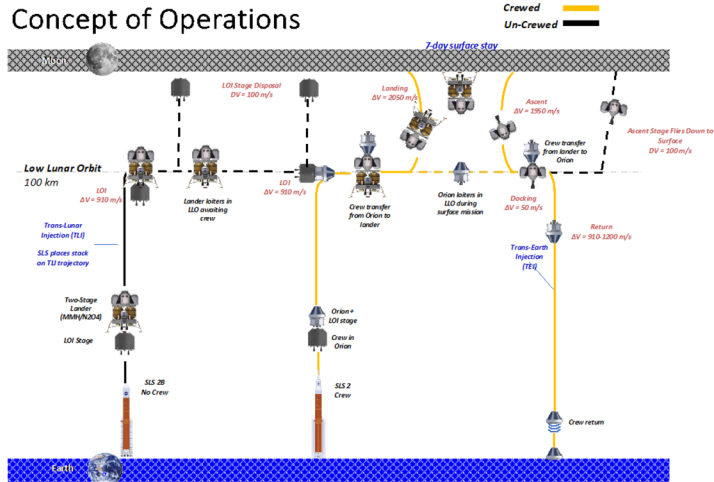 Concept of Operations
Crewed
Un-Crewed
7-day surface stay
Moon
LOI Stage Disposal
DV = 100 m/s
Landing
ΔV = 2050 m/s
Ascent
ΔV = 1950 m/s
Ascent Stage Flies Down to
Surface
DV = 100 m/s
Crew transfer
from lander to
Orion
Low Lunar Orbit
100 km
LOI
ΔV = 910 m/s
Lander loiters in
LLO awaiting
crew
LOI
ΔV = 910 m/s
LOI
Crew transfer
from Orion to
lander
Orion loiters in
LLO during
surface mission
Docking
ΔV = 50 m/s
Return
ΔV = 910-1200 m/s
Trans-Lunar
Injection (TLI)
SLS places stack
on TLI trajectory
Trans-Earth
Injection
(TEI)
Two-Stage
Lander
(MMH/N2O4)
LOI Stage
Orion +
LOI stage
Crew in
Orion
SLS 2B
No Crew
SLS 2
Crew
Crew return
Earth